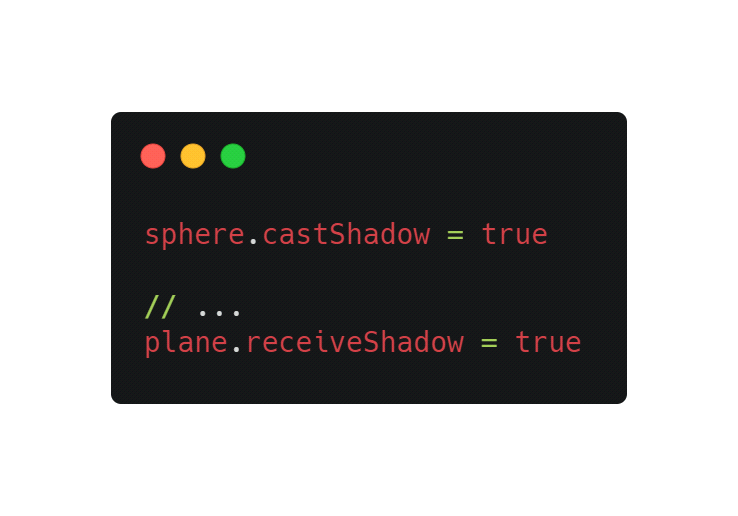 sphere.castShadow = true
// ...
plane.receiveShadow = true